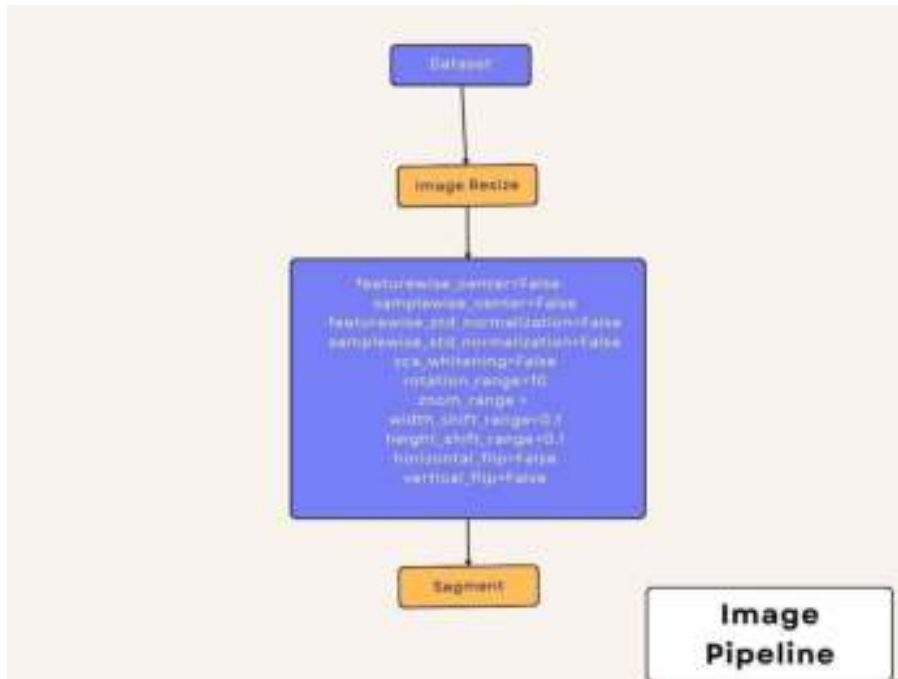 Dataset
Image Resize
featurewise_center=False
samplewise_center=False
featurewise_std_normalization=False
samplewise_std_normalization=False
zca_whitening=False
rotation_range=10
zoom_range =
width_shift_range=0.1
height_shift_range=0.1
horizontal_flip=False
vertical_flip=False
Segment
Image
Pipeline